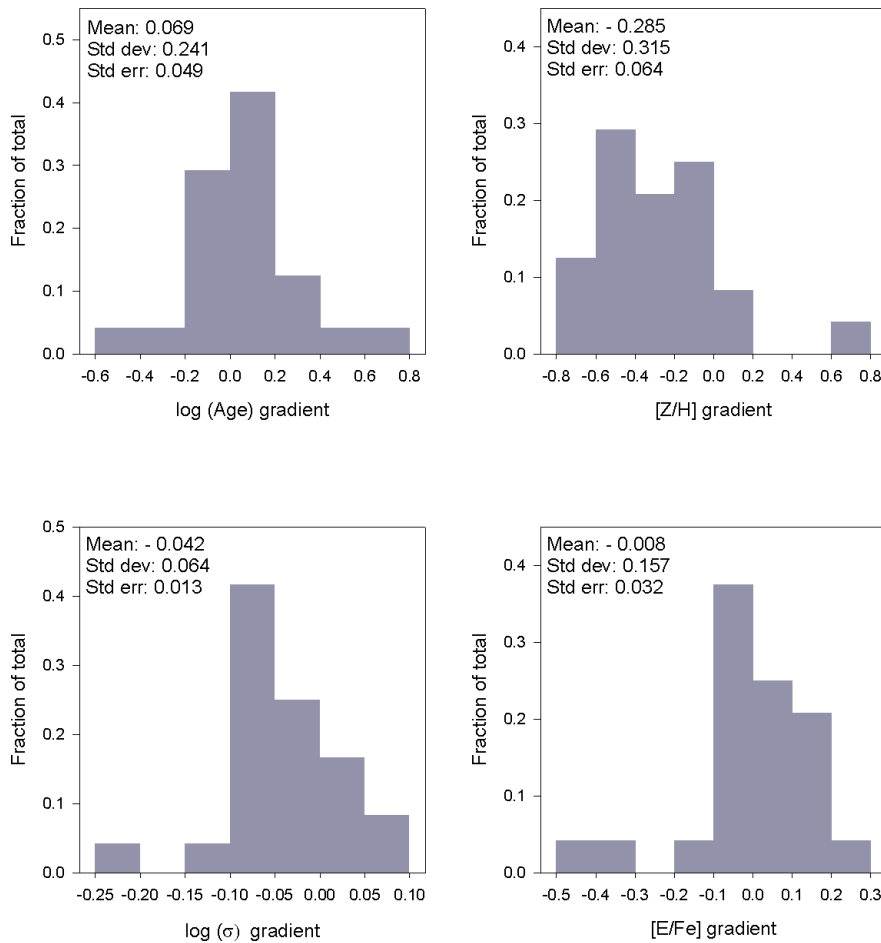 Mean: 0.069
Std dev: 0.241
Std err: 0.049
0.5
0.4
0.3
0.2
0.1
0.0
Fraction of total
-0.6 -0.4 -0.2 0.0 0.2 0.4 0.6 0.8
log (Age) gradient
Mean: - 0.285
Std dev: 0.315
Std err: 0.064
0.4
0.3
0.2
0.1
0.0
Fraction of total
-0.8 -0.6 -0.4 -0.2 0.0 0.2 0.4 0.6 0.8
[Z/H] gradient
Mean: - 0.042
Std dev: 0.064
Std err: 0.013
0.5
0.4
0.3
0.2
0.1
0.0
Fraction of total
-0.25 -0.20 -0.15 -0.10 -0.05 0.00 0.05 0.10
log (σ) gradient
Mean: - 0.008
Std dev: 0.157
Std err: 0.032
0.4
0.3
0.2
0.1
0.0
Fraction of total
-0.5 -0.4 -0.3 -0.2 -0.1 0.0 0.1 0.2 0.3
[E/Fe] gradient